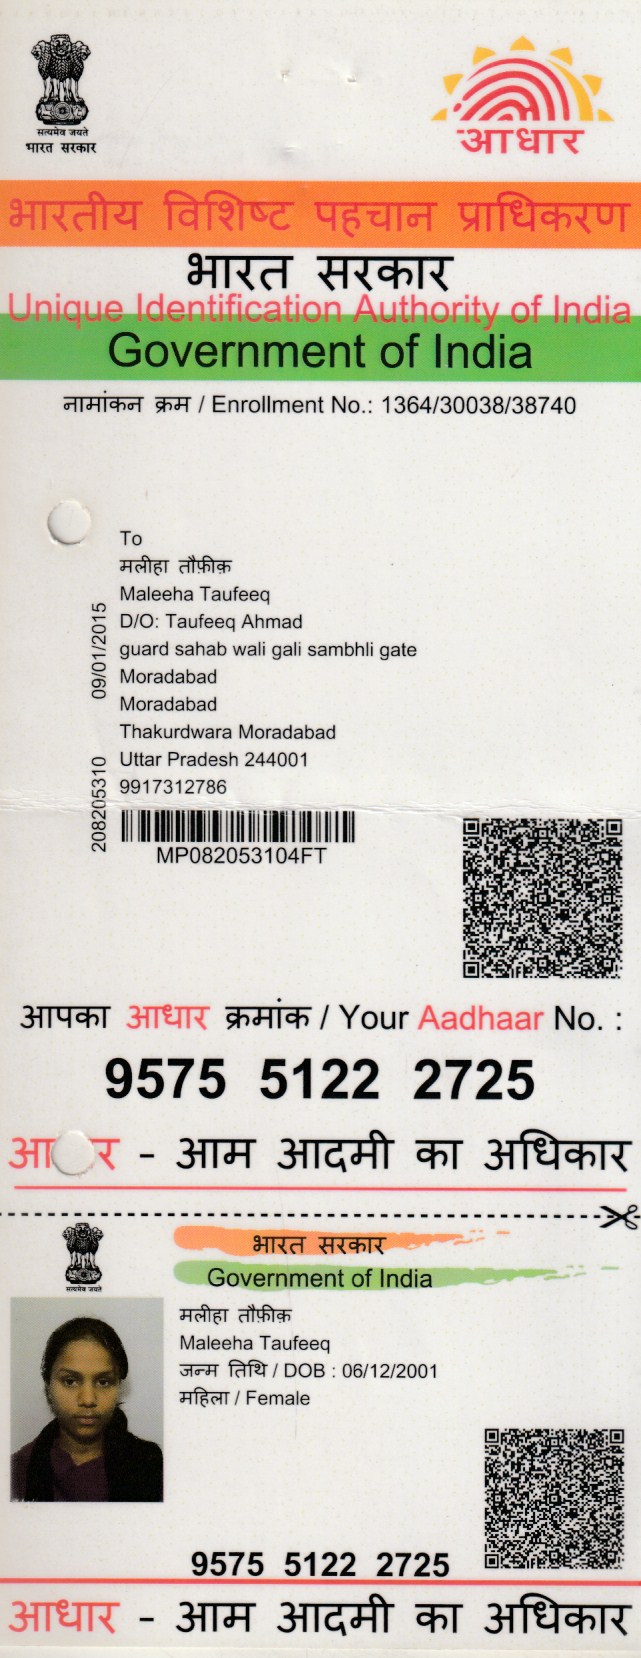 सत्यमेव जयते
भारत सरकार
आधार
भारतीय विशिष्ट पहचान प्राधिकरण
भारत सरकार
Unique Identification Authority of India
Government of India
नामांकन क्रम / Enrollment No.: 1364/30038/38740
To
मलीहा तौफ़ीक़
Maleeha Taufeeq
D/O: Taufeeq Ahmad
guard sahab wali gali sambhli gate
Moradabad
Moradabad
Thakurdwara Moradabad
Uttar Pradesh 244001
9917312786
208205310 09/01/2015
MP082053104FT
आपका आधार क्रमांक / Your Aadhaar No. :
9575 5122 2725
आ र - आम आदमी का अधिकार
भारत सरकार
Government of India
सत्यमेव जयते
मलीहा तौफ़ीक़
Maleeha Taufeeq
जन्म तिथि / DOB : 06/12/2001
महिला / Female
9575 5122 2725
आधार - आम आदमी का अधिकार